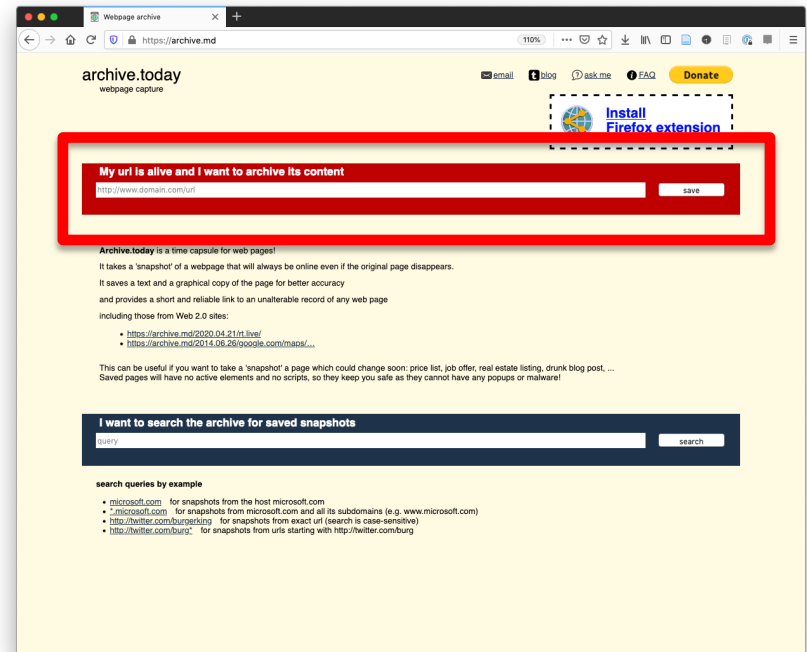 Webpage archive
https://archive.md
110%
archive.today
webpage capture
email
blog
ask me
FAQ
Donate
Install
Firefox extension
My url is alive and I want to archive its content
http://www.domain.com/url
save
Archive.today is a time capsule for web pages!
It takes a 'snapshot' of a webpage that will always be online even if the original page disappears.
It saves a text and a graphical copy of the page for better accuracy
and provides a short and reliable link to an unalterable record of any web page
including those from Web 2.0 sites:
• https://archive.md/2020.04.21/rt.live/
• https://archive.md/2014.06.26/google.com/maps/...
This can be useful if you want to take a 'snapshot' a page which could change soon: price list, job offer, real estate listing, drunk blog post, ...
Saved pages will have no active elements and no scripts, so they keep you safe as they cannot have any popups or malware!
I want to search the archive for saved snapshots
query
search
search queries by example
• microsoft.com for snapshots from the host microsoft.com
• *.microsoft.com for snapshots from microsoft.com and all its subdomains (e.g. www.microsoft.com)
• http://twitter.com/burgerking for snapshots from exact url (search is case-sensitive)
• http://twitter.com/burg* for snapshots from urls starting with http://twitter.com/burg